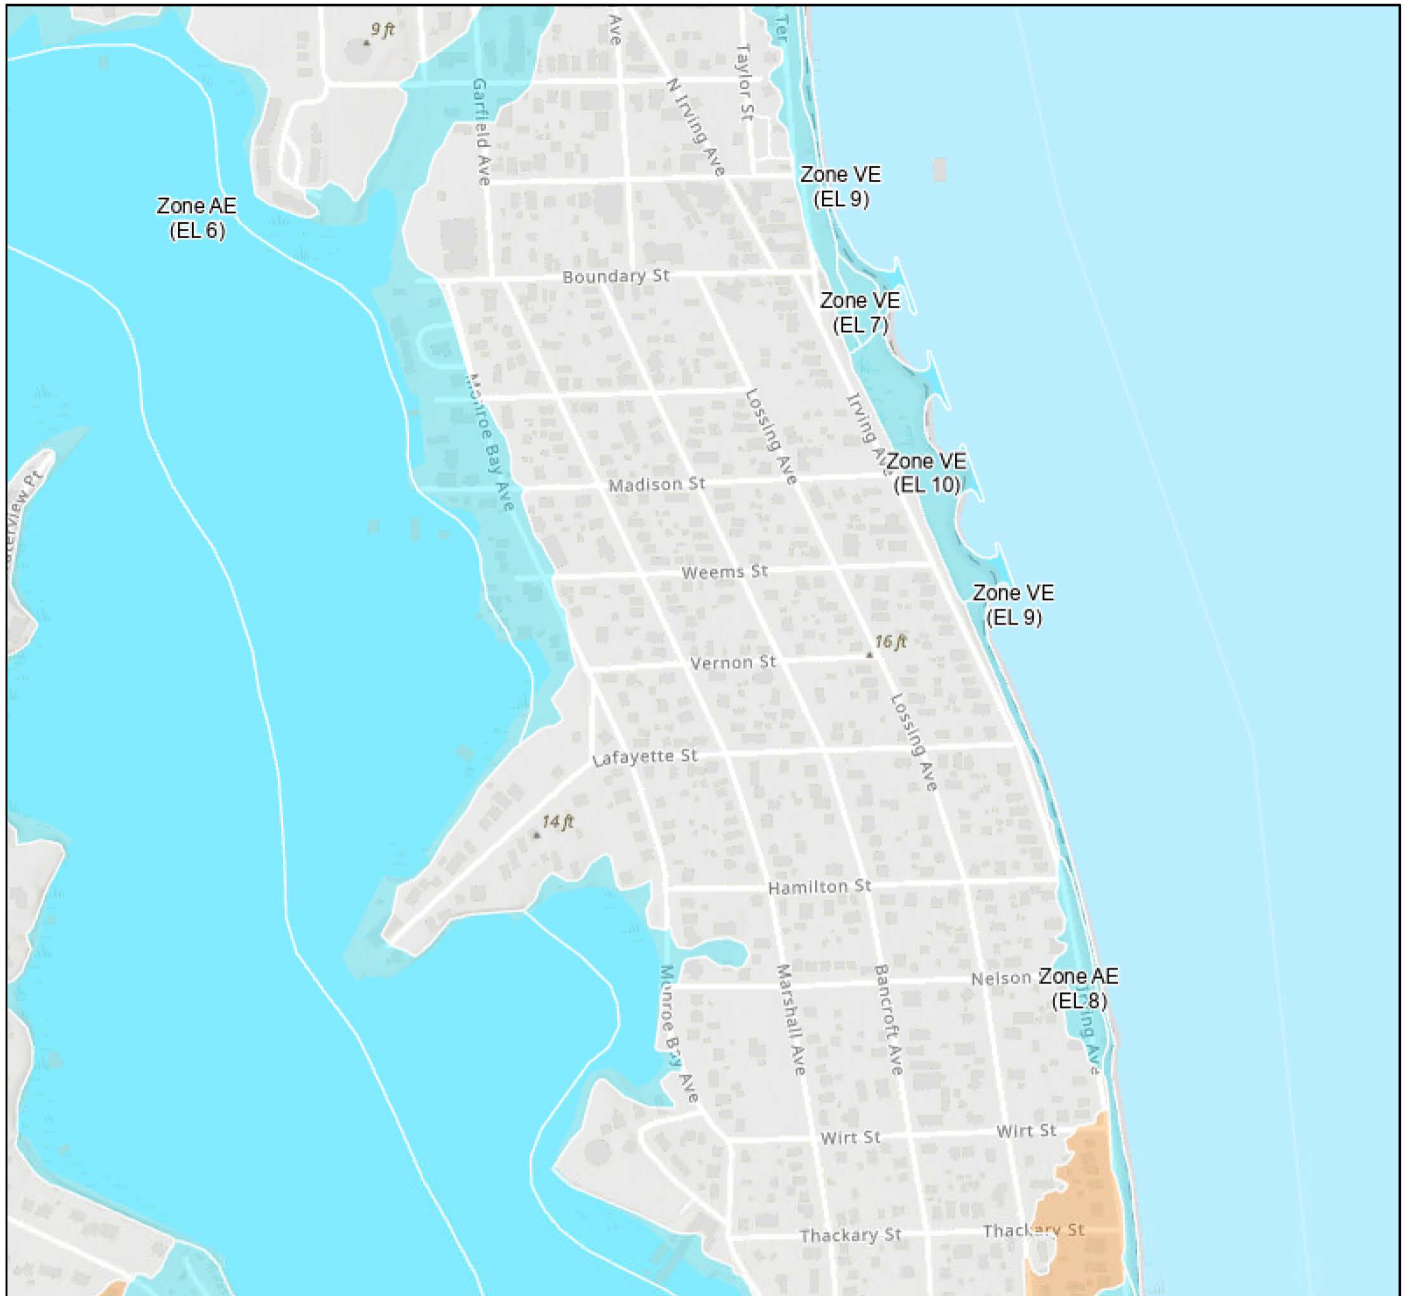 9 ft
Ave
Ter
Taylor St
N Irving Ave
Garfield Ave
Zone VE
(EL 9)
Zone AE
(EL 6)
Boundary St
Zone VE
(EL 7)
Monroe Bay Ave
Lossing Ave
Irving Ave
Zone VE
(EL 10)
Madison St
Weems St
Zone VE
(EL 9)
16 ft
Vernon St
Lossing Ave
Lafayette St
14 ft
Hamilton St
Nelson
Zone AE
(EL 8)
Monroe Bay Ave
Marshall Ave
Bancroft Ave
Irving Ave
Wirt St
Wirt St
Thackary St
Thackary St